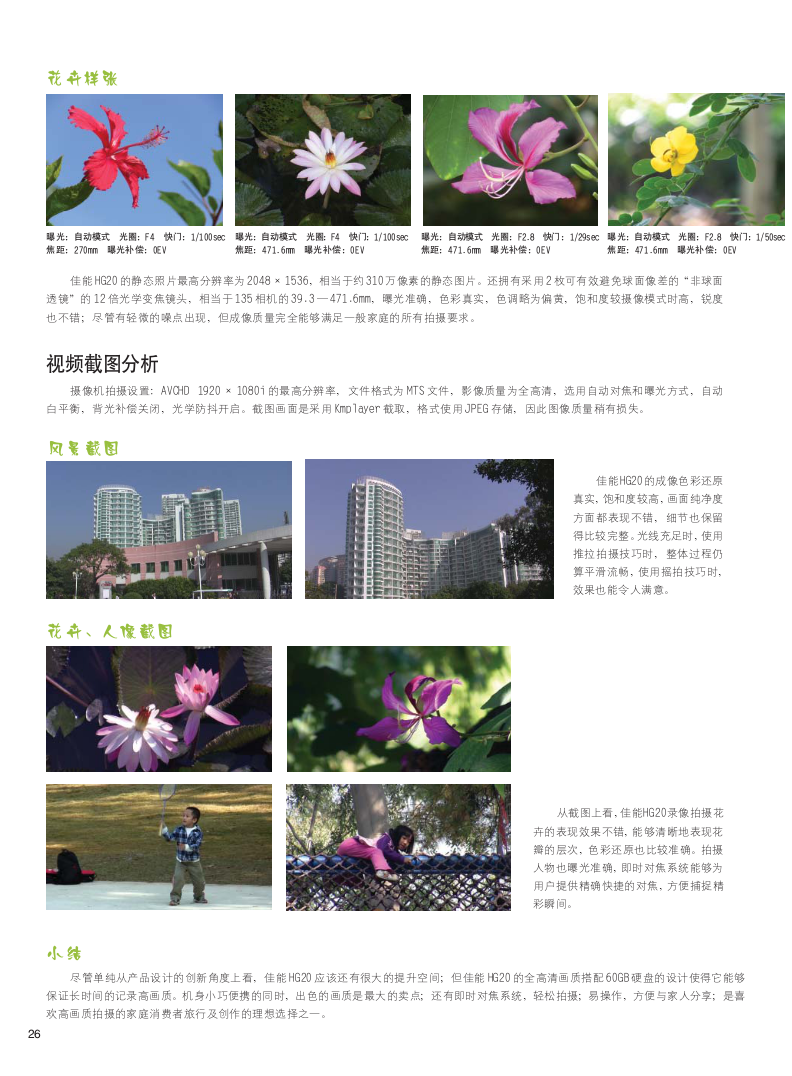 花卉样张
曝光：自动模式　光圈：F4　快门：1/100sec
焦距：270mm　曝光补偿：0EV
曝光：自动模式　光圈：F4　快门：1/100sec
焦距：471.6mm　曝光补偿：0EV
曝光：自动模式　光圈：F2.8　快门：1/29sec
焦距：471.6mm　曝光补偿：0EV
曝光：自动模式　光圈：F2.8　快门：1/50sec
焦距：471.6mm　曝光补偿：0EV
佳能HG20的静态照片最高分辨率为2048 × 1536，相当于约310万像素的静态图片。还拥有采用2枚可有效避免球面像差的“非球面
透镜”的12倍光学变焦镜头，相当于135相机的39.3—471.6mm，曝光准确，色彩真实，色调略为偏黄，饱和度较摄像模式时高，锐度
也不错；尽管有轻微的噪点出现，但成像质量完全能够满足一般家庭的所有拍摄要求。
视频截图分析
摄像机拍摄设置：AVCHD 1920 × 1080i的最高分辨率，文件格式为MTS文件，影像质量为全高清，选用自动对焦和曝光方式，自动
白平衡，背光补偿关闭，光学防抖开启。截图画面是采用Kmplayer截取，格式使用JPEG存储，因此图像质量稍有损失。
风景截图
佳能HG20的成像色彩还原
真实，饱和度较高，画面纯净度
方面都表现不错，细节也保留
得比较完整。光线充足时，使用
推拉拍摄技巧时，整体过程仍
算平滑流畅，使用摇拍技巧时，
效果也能令人满意。
花卉、人像截图
从截图上看，佳能HG20录像拍摄花
卉的表现效果不错，能够清晰地表现花
瓣的层次，色彩还原也比较准确。拍摄
人物也曝光准确，即时对焦系统能够为
用户提供精确快捷的对焦，方便捕捉精
彩瞬间。
小结
尽管单纯从产品设计的创新角度上看，佳能HG20应该还有很大的提升空间；但佳能HG20的全高清画质搭配60GB硬盘的设计使得它能够
保证长时间的记录高画质。机身小巧便携的同时，出色的画质是最大的卖点；还有即时对焦系统，轻松拍摄；易操作，方便与家人分享；是喜
欢高画质拍摄的家庭消费者旅行及创作的理想选择之一。
26